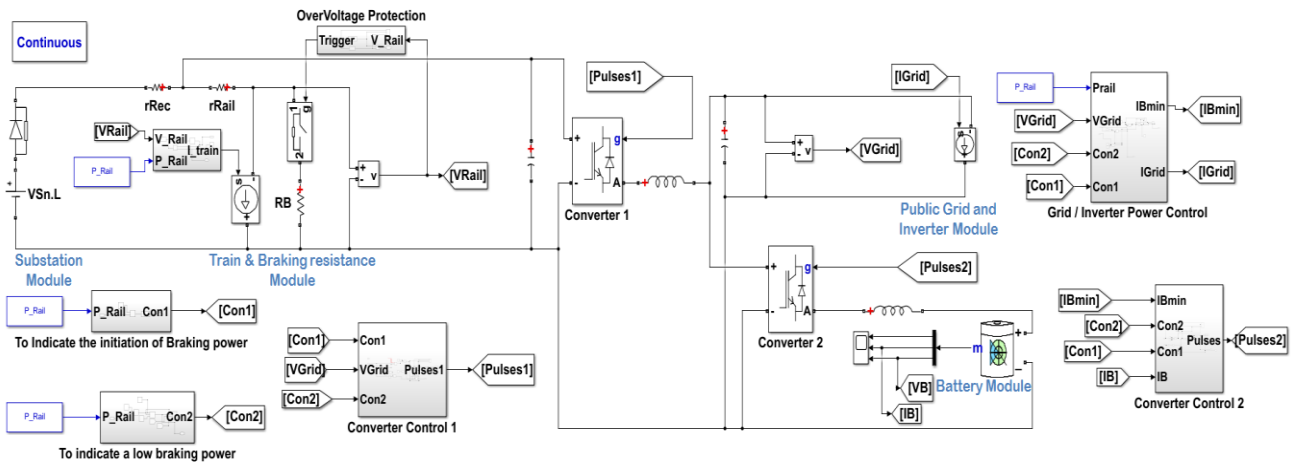 OverVoltage Protection
Continuous
Trigger V_Rail
rRec
rRail
[VRail]
V_Rail
P_Rail
I_train
P_Rail
VSn.L
s
g
1
2
RB
+
-
v
[VRail]
Substation
Module
Train & Braking resistance
Module
[Pulses1]
+
-
g
A
Converter 1
[IGrid]
s
+
-
v
[VGrid]
Public Grid and
Inverter Module
P_Rail
[VGrid]
[Con2]
[Con1]
Prail
VGrid
Con2
Con1
IBmin
IGrid
[IBmin]
[IGrid]
Grid / Inverter Power Control
P_Rail
P_Rail Con1
[Con1]
To Indicate the initiation of Braking power
P_Rail
P_Rail Con2
[Con2]
To indicate a low braking power
[Con1]
[VGrid]
[Con2]
Con1
VGrid
Con2
Pulses1
[Pulses1]
Converter Control 1
+
-
g
A
[Pulses2]
Converter 2
m
+
_
[VB]
[IB]
Battery Module
[IBmin]
[Con2]
[Con1]
[IB]
IBmin
Con2
Con1
IB
Pulses
[Pulses2]
Converter Control 2